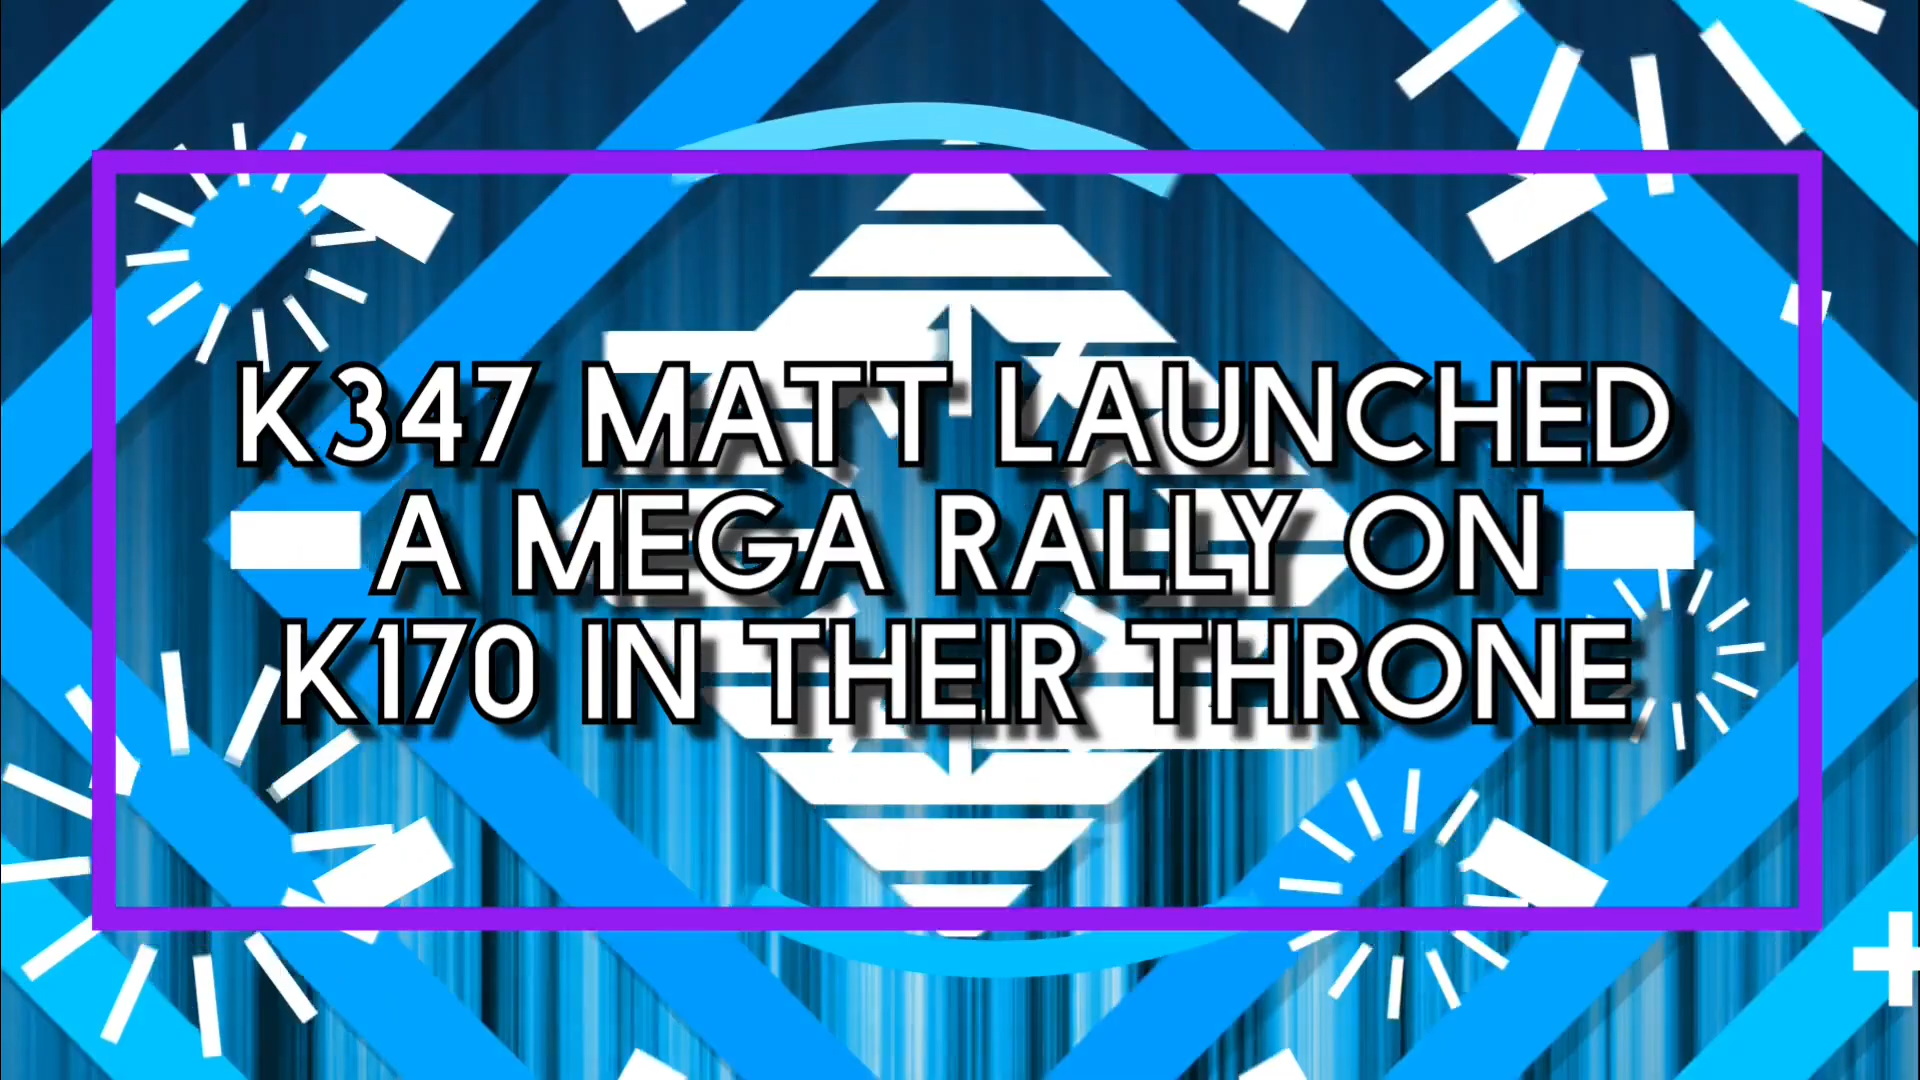 K347 MATT LAUNCHED
A MEGA RALLY ON
K170 IN THEIR THRONE